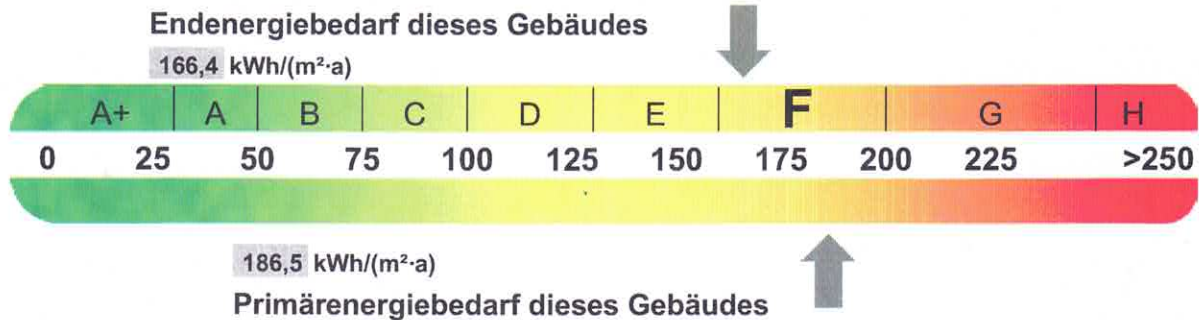 Endenergiebedarf dieses Gebäudes
166,4 kWh/(m²·a)
A+ A B C D E F G H
0 25 50 75 100 125 150 175 200 225 >250
186,5 kWh/(m²·a)
Primärenergiebedarf dieses Gebäudes